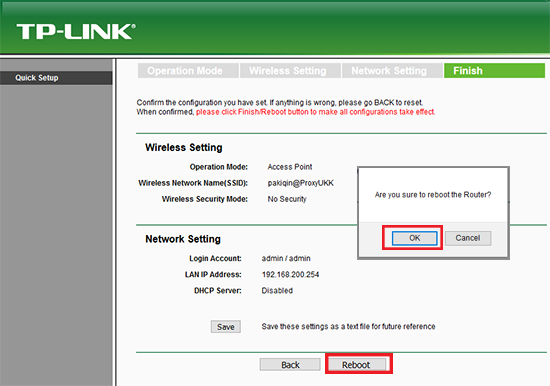 TP-LINK®
Quick Setup
Operation Mode Wireless Setting Network Setting Finish
Confirm the configuration you have set. If anything is wrong, please go BACK to reset.
When confirmed, please click Finish/Reboot button to make all configurations take effect.
Wireless Setting
Operation Mode: Access Point
Wireless Network Name(SSID): pakiqin@ProxyUKK
Wireless Security Mode: No Security
Are you sure to reboot the Router?
OK Cancel
Network Setting
Login Account: admin / admin
LAN IP Address: 192.168.200.254
DHCP Server: Disabled
Save Save these settings as a text file for future reference
Back Reboot